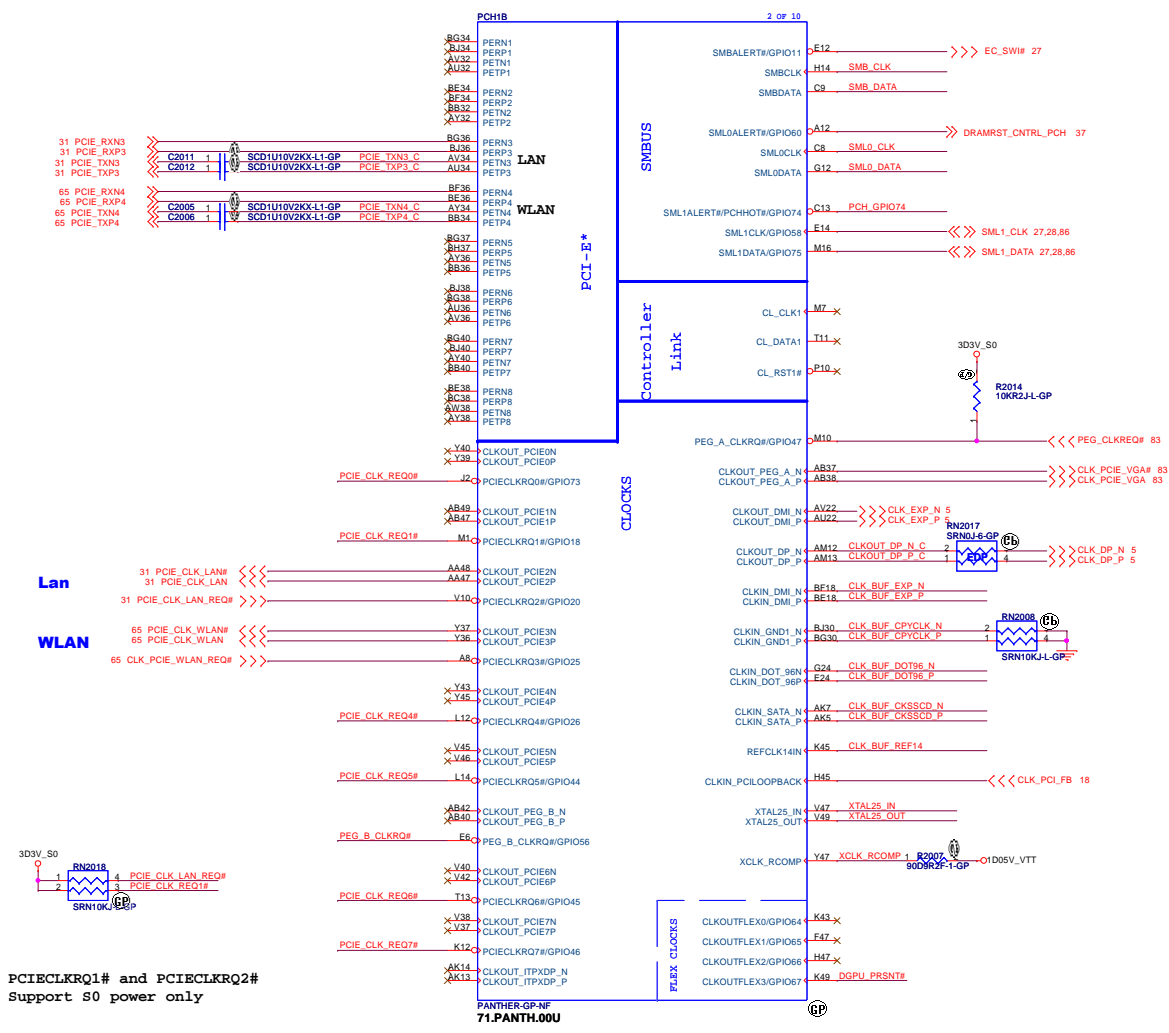 PCH1B 2 OF 10
BG34 PERN1
BJ34 PERP1
AV32 PETN1
AU32 PETP1
BE34 PERN2
BF34 PERP2
BB32 PETN2
AY32 PETP2
31 PCIE_RXN3 BG36 PERN3
31 PCIE_RXP3 BJ36 PERP3
31 PCIE_TXN3 C2011 1 SCD1U10V2KX-L1-GP PCIE_TXN3_C AV34 PETN3
31 PCIE_TXP3 C2012 1 SCD1U10V2KX-L1-GP PCIE_TXP3_C AU34 PETP3
LAN
65 PCIE_RXN4 BF36 PERN4
65 PCIE_RXP4 BE36 PERP4
65 PCIE_TXN4 C2005 1 SCD1U10V2KX-L1-GP PCIE_TXN4_C AY34 PETN4
65 PCIE_TXP4 C2006 1 SCD1U10V2KX-L1-GP PCIE_TXP4_C BB34 PETP4
WLAN
BG37 PERN5
BH37 PERP5
AY36 PETN5
BB36 PETP5
BJ38 PERN6
BG38 PERP6
AU36 PETN6
AV36 PETP6
BG40 PERN7
BJ40 PERP7
AY40 PETN7
BB40 PETP7
BE38 PERN8
BC38 PERP8
AW38 PETN8
AY38 PETP8
PCI-E*
Y40 CLKOUT_PCIE0N
Y39 CLKOUT_PCIE0P
PCIE_CLK_REQ0# J2 PCIECLKRQ0#/GPIO73
AB49 CLKOUT_PCIE1N
AB47 CLKOUT_PCIE1P
PCIE_CLK_REQ1# M1 PCIECLKRQ1#/GPIO18
Lan
31 PCIE_CLK_LAN# AA48 CLKOUT_PCIE2N
31 PCIE_CLK_LAN AA47 CLKOUT_PCIE2P
31 PCIE_CLK_LAN_REQ# V10 PCIECLKRQ2#/GPIO20
WLAN
65 PCIE_CLK_WLAN# Y37 CLKOUT_PCIE3N
65 PCIE_CLK_WLAN Y36 CLKOUT_PCIE3P
65 CLK_PCIE_WLAN_REQ# A8 PCIECLKRQ3#/GPIO25
Y43 CLKOUT_PCIE4N
Y45 CLKOUT_PCIE4P
PCIE_CLK_REQ4# L12 PCIECLKRQ4#/GPIO26
V45 CLKOUT_PCIE5N
V46 CLKOUT_PCIE5P
PCIE_CLK_REQ5# L14 PCIECLKRQ5#/GPIO44
AB42 CLKOUT_PEG_B_N
AB40 CLKOUT_PEG_B_P
PEG_B_CLKRQ# E6 PEG_B_CLKRQ#/GPIO56
V40 CLKOUT_PCIE6N
V42 CLKOUT_PCIE6P
PCIE_CLK_REQ6# T13 PCIECLKRQ6#/GPIO45
V38 CLKOUT_PCIE7N
V37 CLKOUT_PCIE7P
PCIE_CLK_REQ7# K12 PCIECLKRQ7#/GPIO46
AK14 CLKOUT_ITPXDP_N
AK13 CLKOUT_ITPXDP_P
CLOCKS
SMBUS
SMBALERT#/GPIO11 E12 EC_SWI# 27
SMBCLK H14 SMB_CLK
SMBDATA C9 SMB_DATA
SML0ALERT#/GPIO60 A12 DRAMRST_CNTRL_PCH 37
SML0CLK C8 SML0_CLK
SML0DATA G12 SML0_DATA
SML1ALERT#/PCHHOT#/GPIO74 C13 PCH_GPIO74
SML1CLK/GPIO58 E14 SML1_CLK 27,28,86
SML1DATA/GPIO75 M16 SML1_DATA 27,28,86
Controller
Link
CL_CLK1 M7
CL_DATA1 T11
CL_RST1# P10
3D3V_S0
R2014
10KR2J-L-GP
1
PEG_A_CLKRQ#/GPIO47 M10 PEG_CLKREQ# 83
CLKOUT_PEG_A_N AB37 CLK_PCIE_VGA# 83
CLKOUT_PEG_A_P AB38 CLK_PCIE_VGA 83
CLKOUT_DMI_N AV22 CLK_EXP_N 5
CLKOUT_DMI_P AU22 CLK_EXP_P 5
RN2017
SRN0J-6-GP
CLKOUT_DP_N AM12 CLKOUT_DP_N_C 2 CLK_DP_N 5
CLKOUT_DP_P AM13 CLKOUT_DP_P_C 1 EDP 4 CLK_DP_P 5
CLKIN_DMI_N BF18 CLK_BUF_EXP_N
CLKIN_DMI_P BE18 CLK_BUF_EXP_P
RN2008
CLKIN_GND1_N BJ30 CLK_BUF_CPYCLK_N 2
CLKIN_GND1_P BG30 CLK_BUF_CPYCLK_P 1 4
SRN10KJ-L-GP
CLKIN_DOT_96N G24 CLK_BUF_DOT96_N
CLKIN_DOT_96P E24 CLK_BUF_DOT96_P
CLKIN_SATA_N AK7 CLK_BUF_CKSSCD_N
CLKIN_SATA_P AK5 CLK_BUF_CKSSCD_P
REFCLK14IN K45 CLK_BUF_REF14
CLKIN_PCILOOPBACK H45 CLK_PCI_FB 18
XTAL25_IN V47 XTAL25_IN
XTAL25_OUT V49 XTAL25_OUT
XCLK_RCOMP Y47 XCLK_RCOMP 1 R2007 1D05V_VTT
90D9R2F-1-GP
FLEX CLOCKS
CLKOUTFLEX0/GPIO64 K43
CLKOUTFLEX1/GPIO65 F47
CLKOUTFLEX2/GPIO66 H47
CLKOUTFLEX3/GPIO67 K49 DGPU_PRSNT#
3D3V_S0
RN2018
1 4 PCIE_CLK_LAN_REQ#
2 3 PCIE_CLK_REQ1#
GP
PCIECLKRQ1# and PCIECLKRQ2#
Support S0 power only
PANTHER-GP-NF
71.PANTH.00U
GP